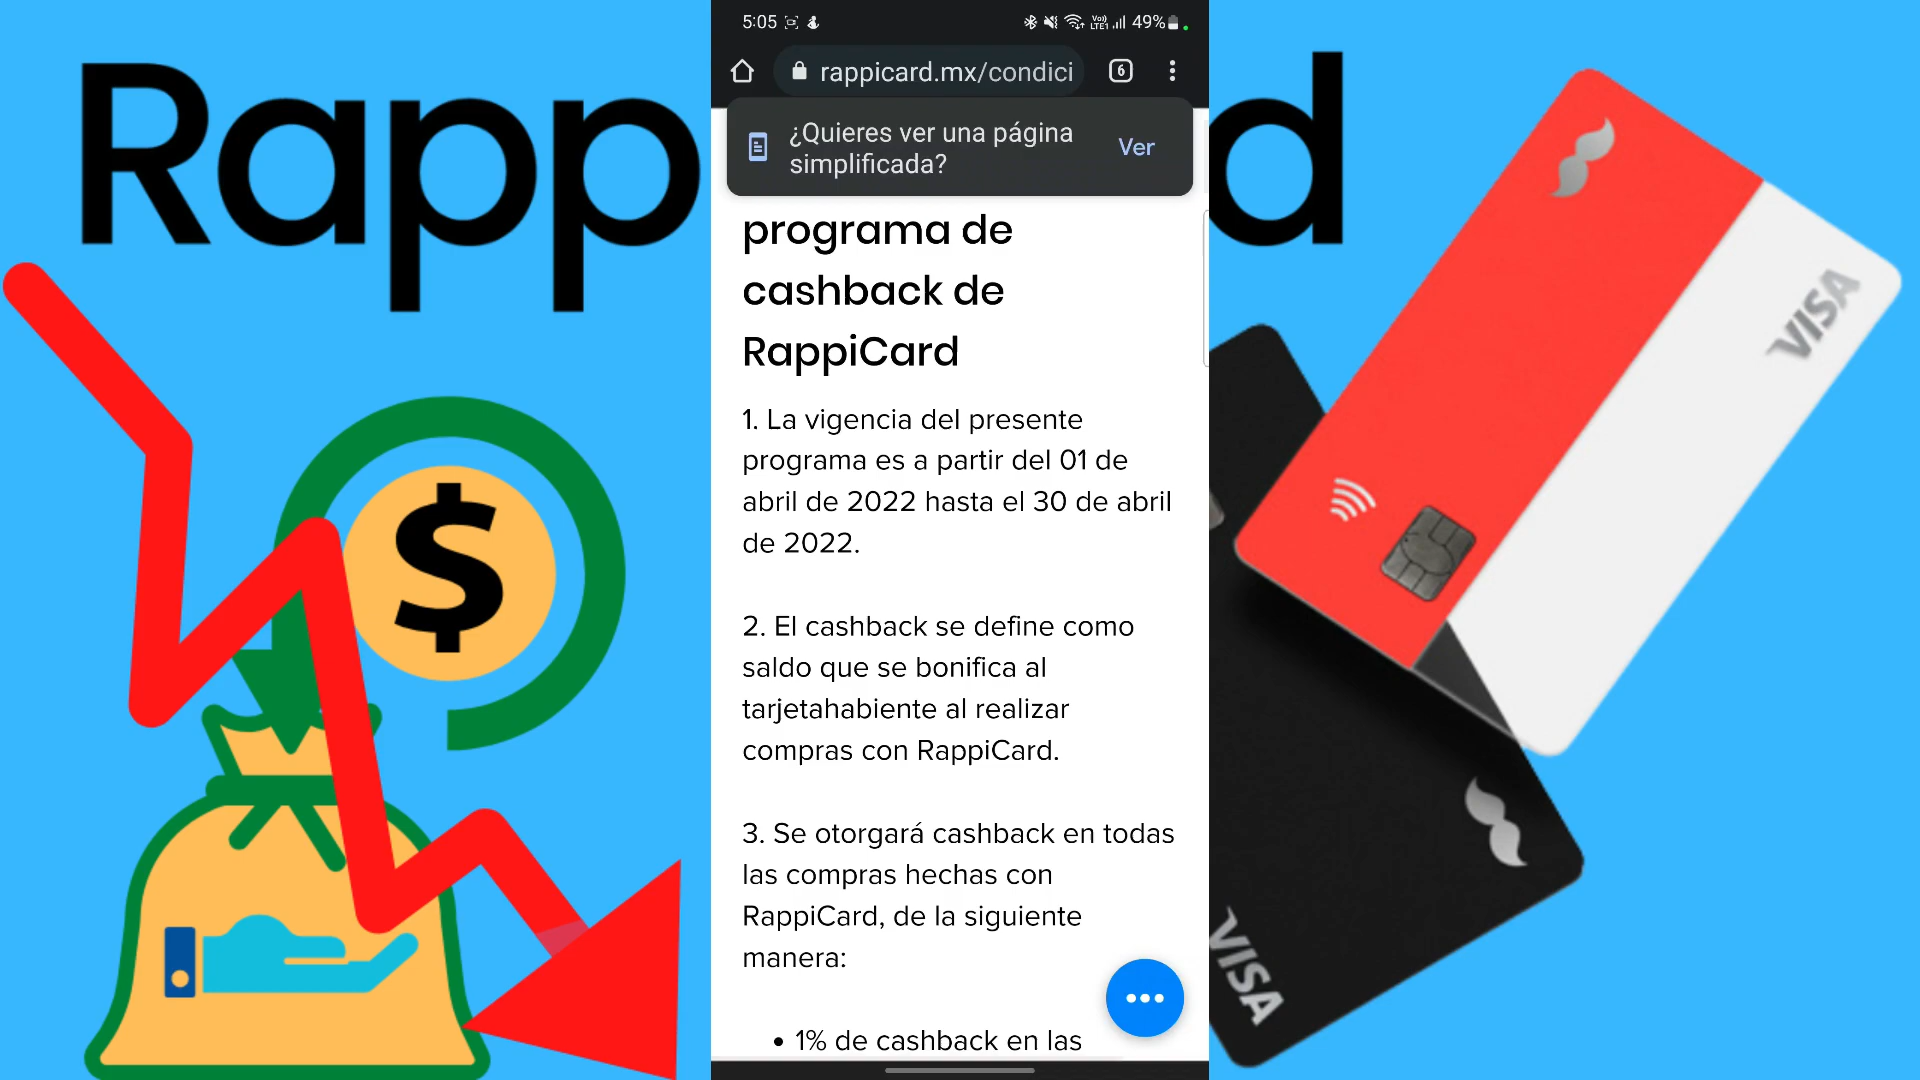 Rapp
d
5:05
Vo))
LTE1
49%
rappicard.mx/condici
6
¿Quieres ver una página
simplificada?
Ver
programa de
cashback de
RappiCard
1. La vigencia del presente
programa es a partir del 01 de
abril de 2022 hasta el 30 de abril
de 2022.
2. El cashback se define como
saldo que se bonifica al
tarjetahabiente al realizar
compras con RappiCard.
3. Se otorgará cashback en todas
las compras hechas con
RappiCard, de la siguiente
manera:
• 1% de cashback en las
$
VISA
VISA